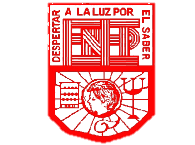 DESPERTAR A LA LUZ POR EL SABER
ENP